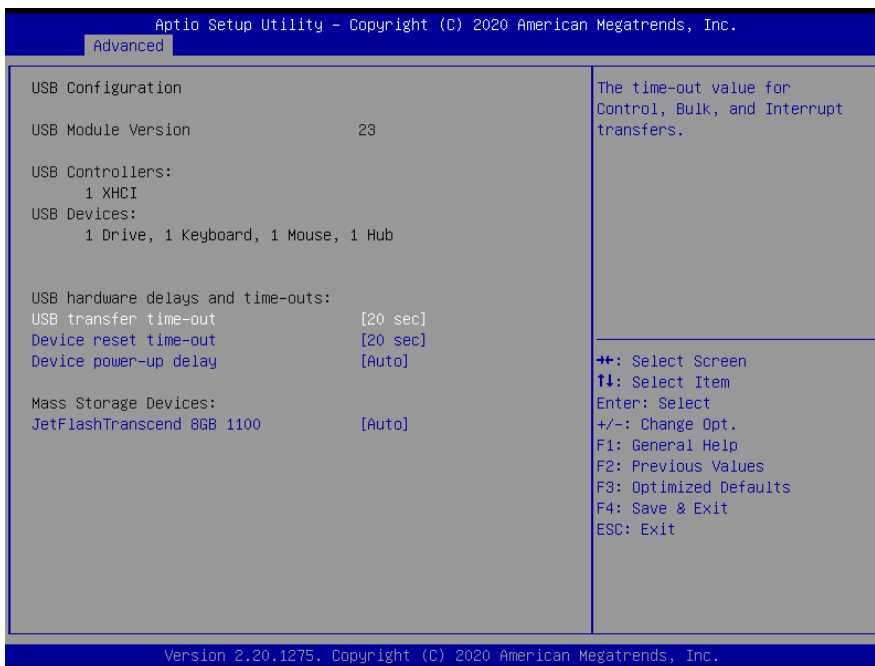 Aptio Setup Utility – Copyright (C) 2020 American Megatrends, Inc.
Advanced
USB Configuration
USB Module Version 23
USB Controllers:
1 XHCI
USB Devices:
1 Drive, 1 Keyboard, 1 Mouse, 1 Hub
USB hardware delays and time-outs:
USB transfer time-out [20 sec]
Device reset time-out [20 sec]
Device power-up delay [Auto]
Mass Storage Devices:
JetFlashTranscend 8GB 1100 [Auto]
The time-out value for
Control, Bulk, and Interrupt
transfers.
→←: Select Screen
↑↓: Select Item
Enter: Select
+/-: Change Opt.
F1: General Help
F2: Previous Values
F3: Optimized Defaults
F4: Save & Exit
ESC: Exit
Version 2.20.1275. Copyright (C) 2020 American Megatrends, Inc.